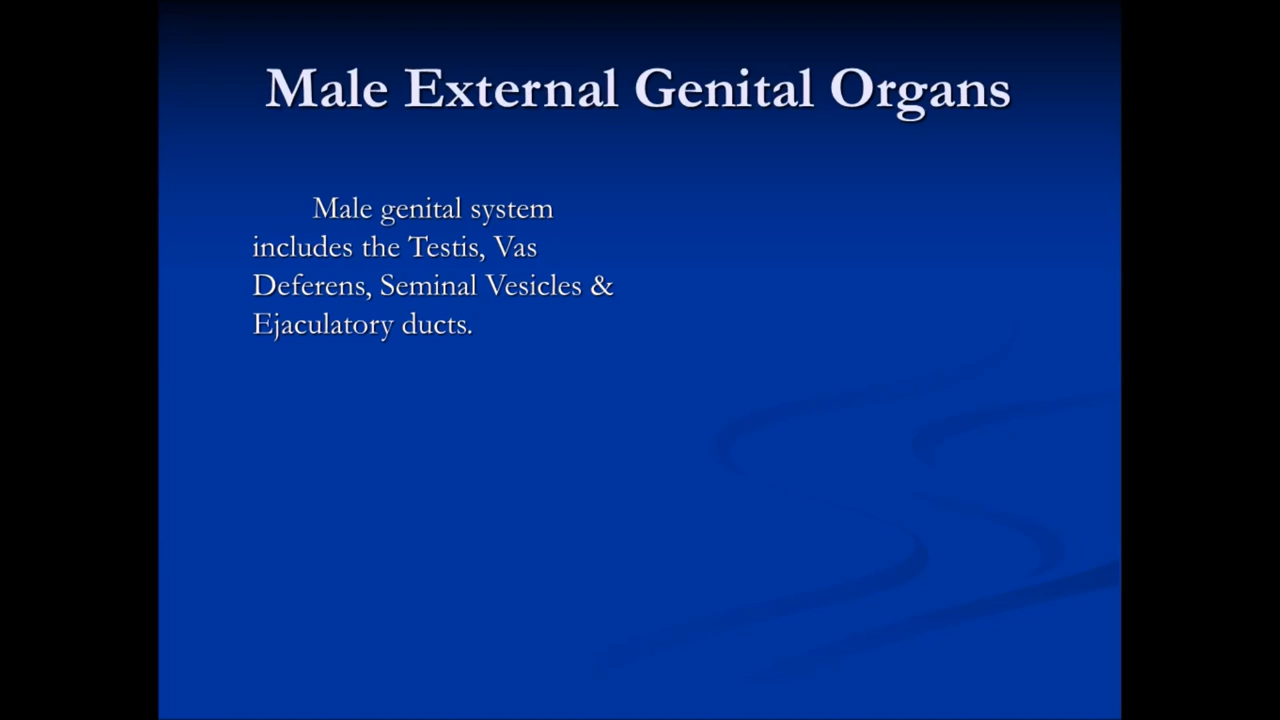 Male External Genital Organs
Male genital system
includes the Testis, Vas
Deferens, Seminal Vesicles &
Ejaculatory ducts.